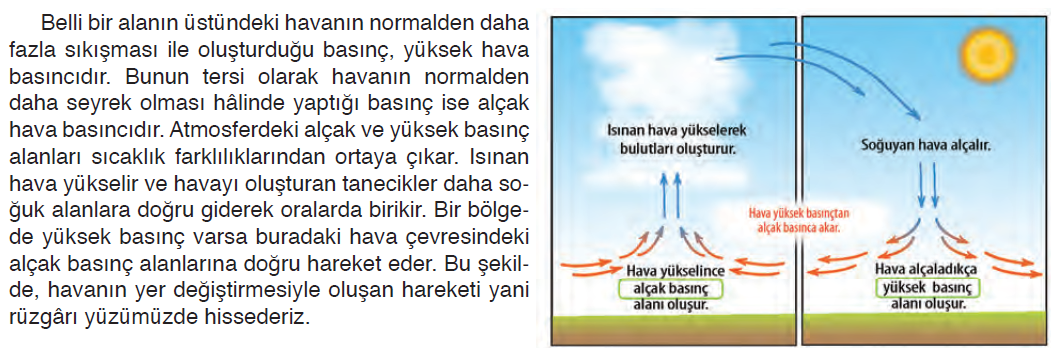 Belli bir alanın üstündeki havanın normalden daha
fazla sıkışması ile oluşturduğu basınç, yüksek hava
basıncıdır. Bunun tersi olarak havanın normalden
daha seyrek olması hâlinde yaptığı basınç ise alçak
hava basıncıdır. Atmosferdeki alçak ve yüksek basınç
alanları sıcaklık farklılıklarından ortaya çıkar. Isınan
hava yükselir ve havayı oluşturan tanecikler daha so-
ğuk alanlara doğru giderek oralarda birikir. Bir bölge-
de yüksek basınç varsa buradaki hava çevresindeki
alçak basınç alanlarına doğru hareket eder. Bu şekil-
de, havanın yer değiştirmesiyle oluşan hareketi yani
rüzgârı yüzümüzde hissederiz.
Isınan hava yükselerek
bulutları oluşturur.
Soğuyan hava alçalır.
Hava yüksek basınçtan
alçak basınca akar.
Hava yükselince
alçak basınç
alanı oluşur.
Hava alçaladıkça
yüksek basınç
alanı oluşur.